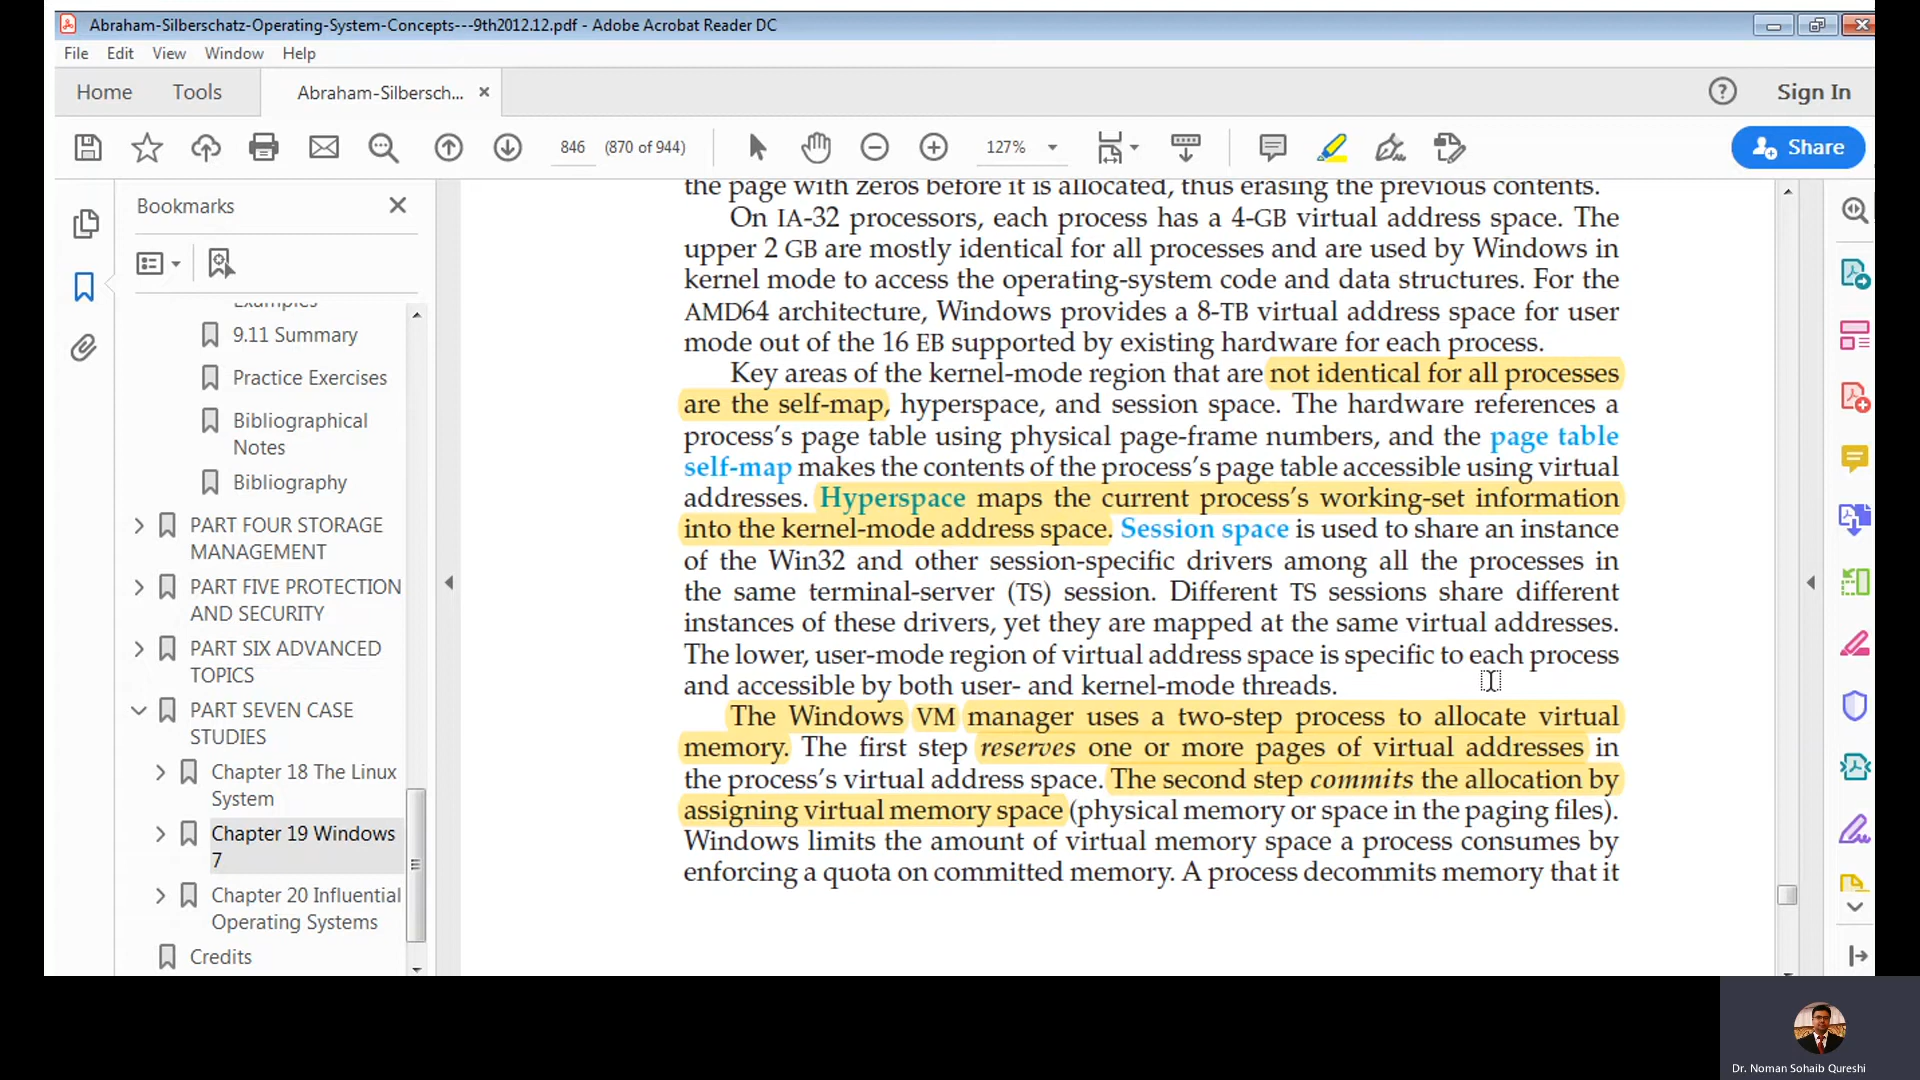 Abraham-Silberschatz-Operating-System-Concepts---9th2012.12.pdf - Adobe Acrobat Reader DC
File Edit View Window Help
Home Tools Abraham-Silbersch... Sign In
846 (870 of 944) 127% Share
Bookmarks
Examples
9.11 Summary
Practice Exercises
Bibliographical
Notes
Bibliography
PART FOUR STORAGE
MANAGEMENT
PART FIVE PROTECTION
AND SECURITY
PART SIX ADVANCED
TOPICS
PART SEVEN CASE
STUDIES
Chapter 18 The Linux
System
Chapter 19 Windows
7
Chapter 20 Influential
Operating Systems
Credits
the page with zeros before it is allocated, thus erasing the previous contents.
On IA-32 processors, each process has a 4-GB virtual address space. The
upper 2 GB are mostly identical for all processes and are used by Windows in
kernel mode to access the operating-system code and data structures. For the
AMD64 architecture, Windows provides a 8-TB virtual address space for user
mode out of the 16 EB supported by existing hardware for each process.
Key areas of the kernel-mode region that are not identical for all processes
are the self-map, hyperspace, and session space. The hardware references a
process's page table using physical page-frame numbers, and the page table
self-map makes the contents of the process's page table accessible using virtual
addresses. Hyperspace maps the current process's working-set information
into the kernel-mode address space. Session space is used to share an instance
of the Win32 and other session-specific drivers among all the processes in
the same terminal-server (TS) session. Different TS sessions share different
instances of these drivers, yet they are mapped at the same virtual addresses.
The lower, user-mode region of virtual address space is specific to each process
and accessible by both user- and kernel-mode threads.
The Windows VM manager uses a two-step process to allocate virtual
memory. The first step reserves one or more pages of virtual addresses in
the process's virtual address space. The second step commits the allocation by
assigning virtual memory space (physical memory or space in the paging files).
Windows limits the amount of virtual memory space a process consumes by
enforcing a quota on committed memory. A process decommits memory that it
Dr. Noman Sohaib Qureshi